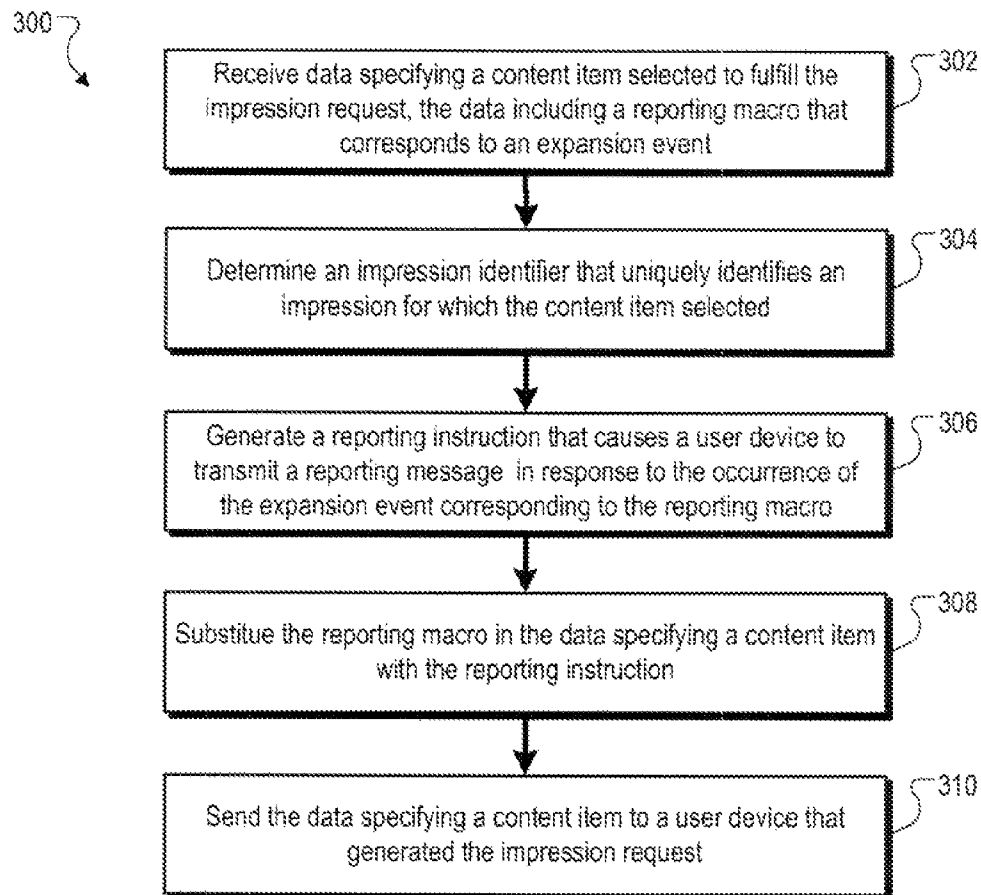 300
Receive data specifying a content item selected to fulfill the
impression request, the data including a reporting macro that
corresponds to an expansion event
302
Determine an impression identifier that uniquely identifies an
impression for which the content item selected
304
Generate a reporting instruction that causes a user device to
transmit a reporting message in response to the occurrence of
the expansion event corresponding to the reporting macro
306
Substitue the reporting macro in the data specifying a content item
with the reporting instruction
308
Send the data specifying a content item to a user device that
generated the impression request
310